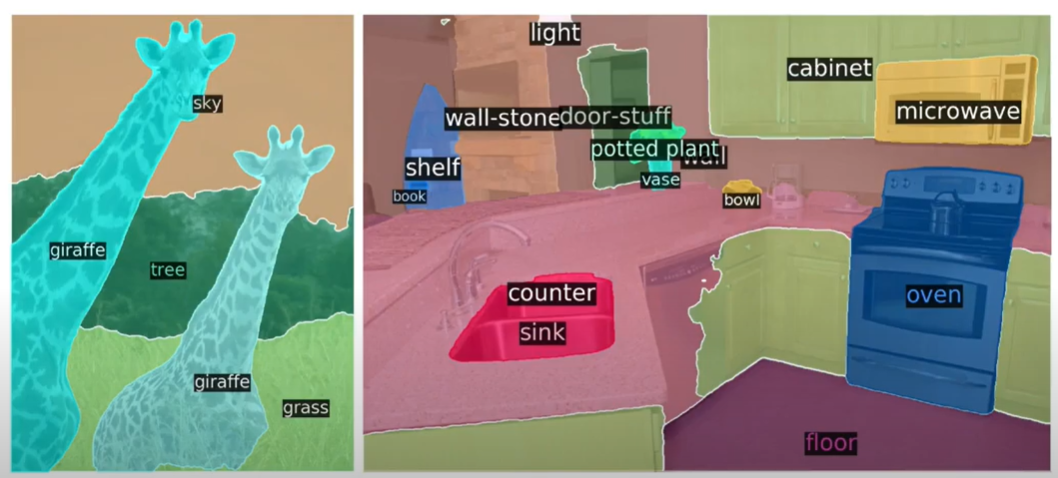 sky
giraffe
tree
giraffe
grass
light
cabinet
microwave
wall-stone
door-stuff
potted plant
wall
shelf
vase
book
bowl
counter
oven
sink
floor